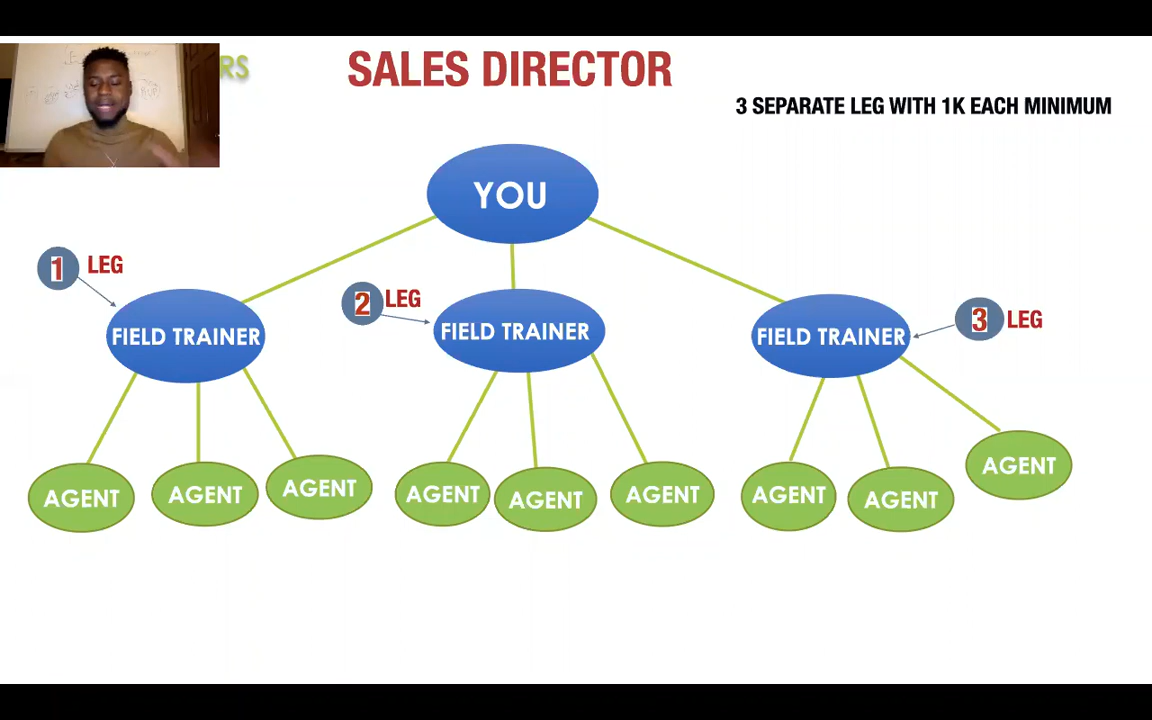 SALES DIRECTOR
3 SEPARATE LEG WITH 1K EACH MINIMUM
YOU
1 LEG
2 LEG
3 LEG
FIELD TRAINER
FIELD TRAINER
FIELD TRAINER
AGENT
AGENT
AGENT
AGENT
AGENT
AGENT
AGENT
AGENT
AGENT